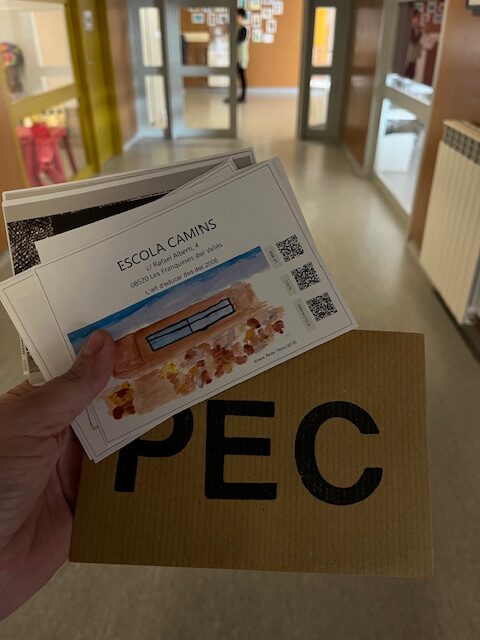 ESCOLA CAMINS
c/ Rafael Alberti, 4
08520 Les Franqueses del Vallès
L'art d'educar des del 2008
PEC